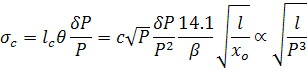 σ_c = l_c θ δP/P = c√P δP/P² 14.1/β √(l/x_o) ∝ √(l/P³)